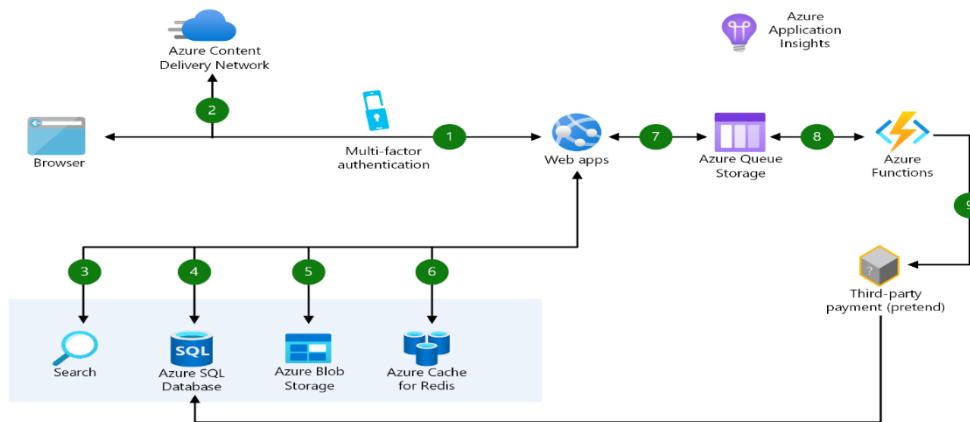 Azure Content
Delivery Network
Azure
Application
Insights
2
1
7
8
Browser
Multi-factor
authentication
Web apps
Azure Queue
Storage
Azure
Functions
9
3
4
5
6
?
Third-party
payment (pretend)
SQL
Search
Azure SQL
Database
Azure Blob
Storage
Azure Cache
for Redis